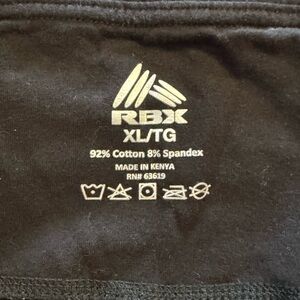 RBX
XL/TG
92% Cotton 8% Spandex
MADE IN KENYA
RN# 63619